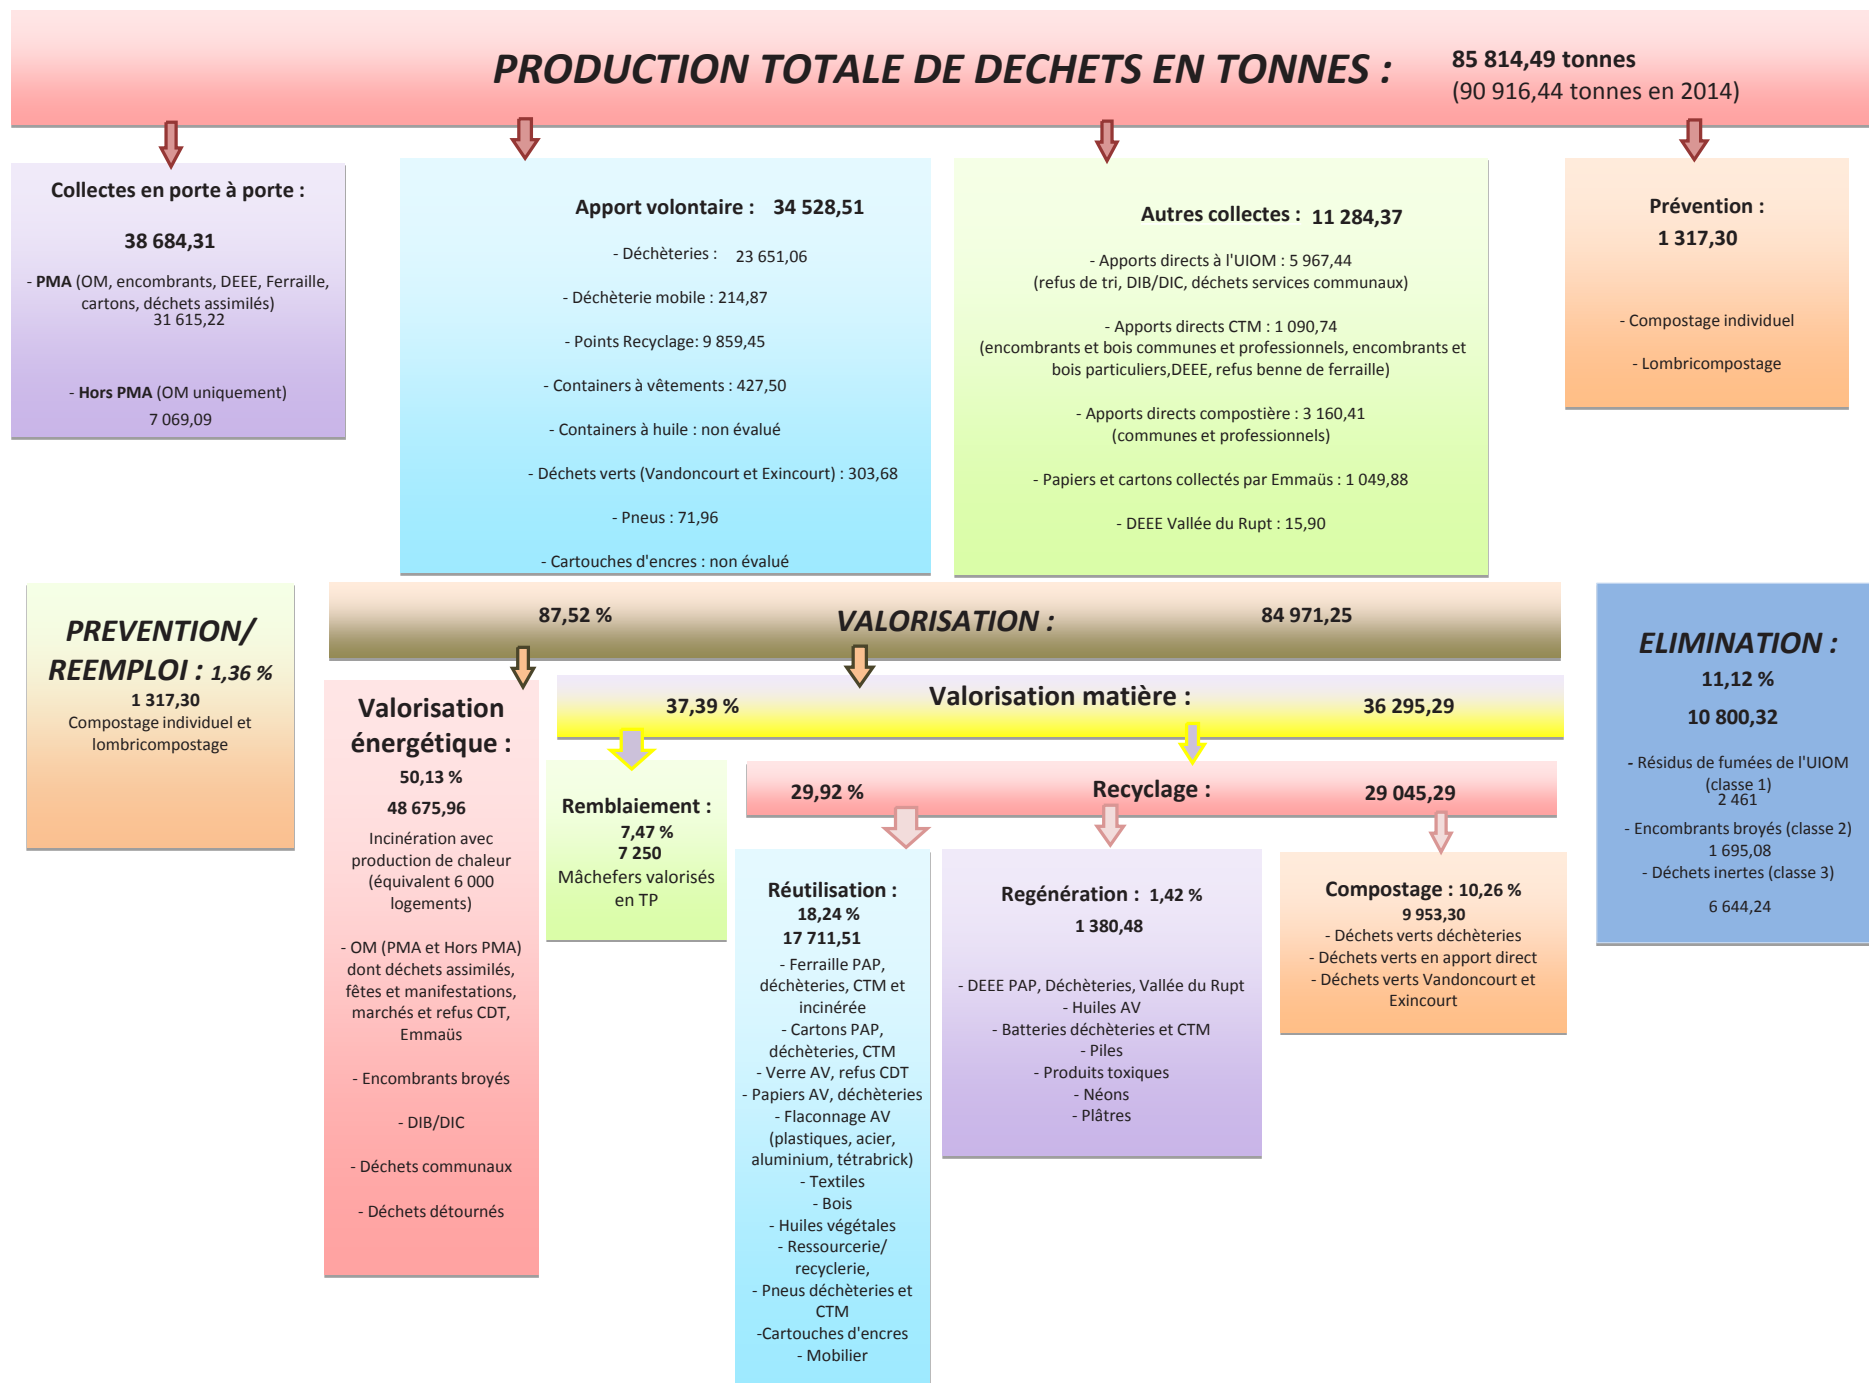 PRODUCTION TOTALE DE DECHETS EN TONNES :
85 814,49 tonnes
(90 916,44 tonnes en 2014)
Collectes en porte à porte :
38 684,31
- PMA (OM, encombrants, DEEE, Ferraille,
cartons, déchets assimilés)
31 615,22
- Hors PMA (OM uniquement)
7 069,09
Apport volontaire : 34 528,51
- Déchèteries : 23 651,06
- Déchèterie mobile : 214,87
- Points Recyclage: 9 859,45
- Containers à vêtements : 427,50
- Containers à huile : non évalué
- Déchets verts (Vandoncourt et Exincourt) : 303,68
- Pneus : 71,96
- Cartouches d'encres : non évalué
Autres collectes : 11 284,37
- Apports directs à l'UIOM : 5 967,44
(refus de tri, DIB/DIC, déchets services communaux)
- Apports directs CTM : 1 090,74
(encombrants et bois communes et professionnels, encombrants et
bois particuliers,DEEE, refus benne de ferraille)
- Apports directs compostière : 3 160,41
(communes et professionnels)
- Papiers et cartons collectés par Emmaüs : 1 049,88
- DEEE Vallée du Rupt : 15,90
Prévention :
1 317,30
- Compostage individuel
- Lombricompostage
PREVENTION/
REEMPLOI : 1,36 %
1 317,30
Compostage individuel et
lombricompostage
87,52 % VALORISATION : 84 971,25
Valorisation
énergétique :
50,13 %
48 675,96
Incinération avec
production de chaleur
(équivalent 6 000
logements)
- OM (PMA et Hors PMA)
dont déchets assimilés,
fêtes et manifestations,
marchés et refus CDT,
Emmaüs
- Encombrants broyés
- DIB/DIC
- Déchets communaux
- Déchets détournés
37,39 % Valorisation matière : 36 295,29
Remblaiement :
7,47 %
7 250
Mâchefers valorisés
en TP
29,92 % Recyclage : 29 045,29
Réutilisation :
18,24 %
17 711,51
- Ferraille PAP,
déchèteries, CTM et
incinérée
- Cartons PAP,
déchèteries, CTM
- Verre AV, refus CDT
- Papiers AV, déchèteries
- Flaconnage AV
(plastiques, acier,
aluminium, tétrabrick)
- Textiles
- Bois
- Huiles végétales
- Ressourcerie/
recyclerie,
- Pneus déchèteries et
CTM
-Cartouches d'encres
- Mobilier
Regénération : 1,42 %
1 380,48
- DEEE PAP, Déchèteries, Vallée du Rupt
- Huiles AV
- Batteries déchèteries et CTM
- Piles
- Produits toxiques
- Néons
- Plâtres
Compostage : 10,26 %
9 953,30
- Déchets verts déchèteries
- Déchets verts en apport direct
- Déchets verts Vandoncourt et
Exincourt
ELIMINATION :
11,12 %
10 800,32
- Résidus de fumées de l'UIOM
(classe 1)
2 461
- Encombrants broyés (classe 2)
1 695,08
- Déchets inertes (classe 3)
6 644,24